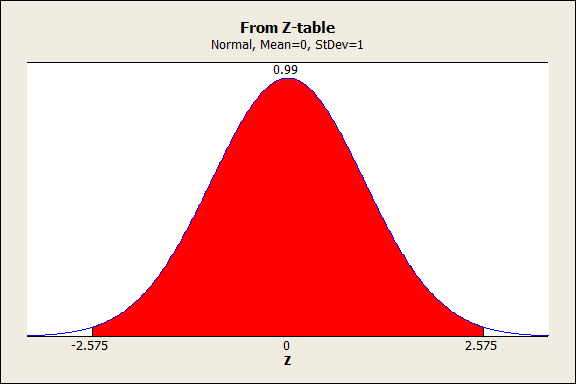 From Z-table
Normal, Mean=0, StDev=1
0.99
-2.575 0 2.575
z